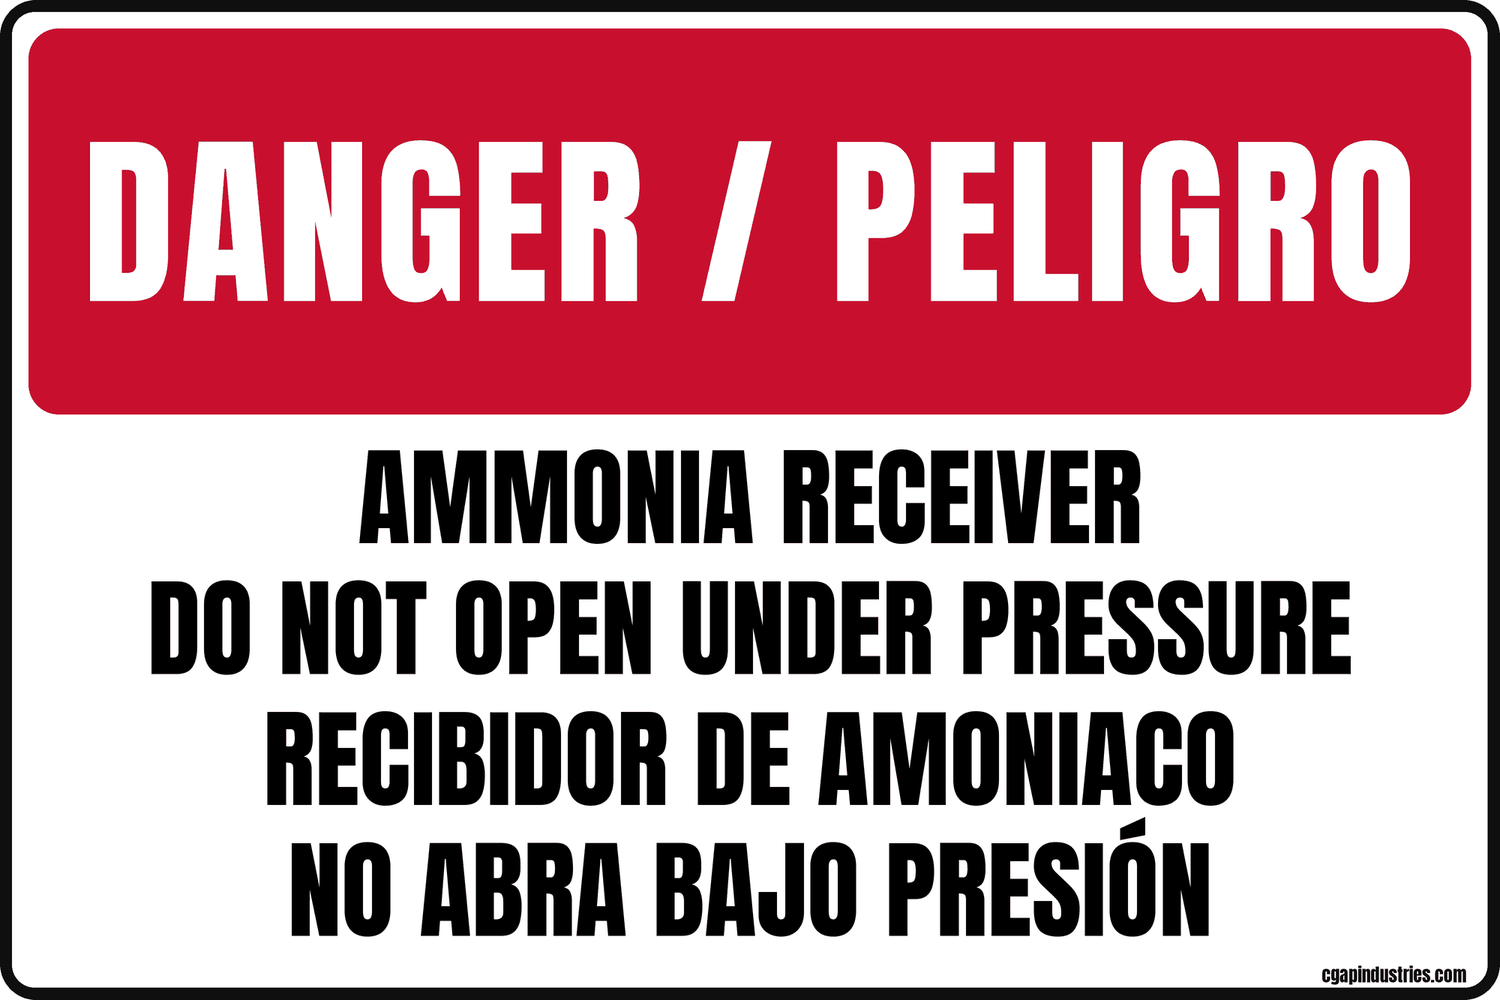 DANGER / PELIGRO
AMMONIA RECEIVER
DO NOT OPEN UNDER PRESSURE
RECIBIDOR DE AMONIACO
NO ABRA BAJO PRESIÓN
cgapindustries.com